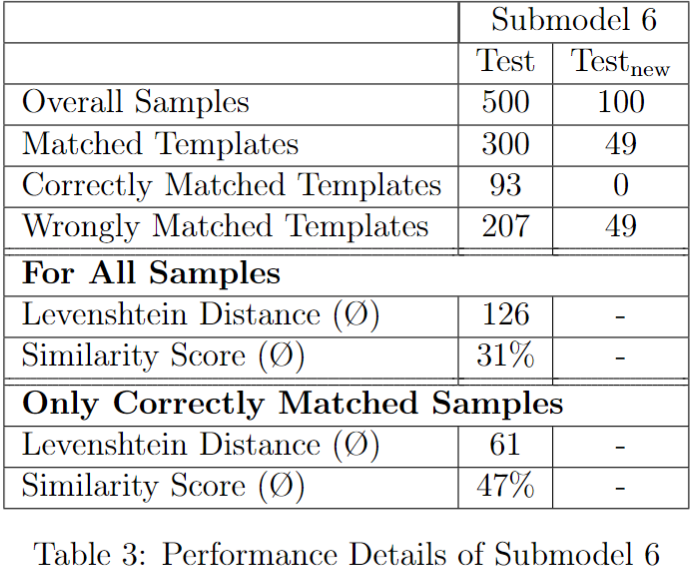 Submodel 6
Test Testnew
Overall Samples 500 100
Matched Templates 300 49
Correctly Matched Templates 93 0
Wrongly Matched Templates 207 49
For All Samples
Levenshtein Distance (Ø) 126 -
Similarity Score (Ø) 31% -
Only Correctly Matched Samples
Levenshtein Distance (Ø) 61 -
Similarity Score (Ø) 47% -
Table 3: Performance Details of Submodel 6